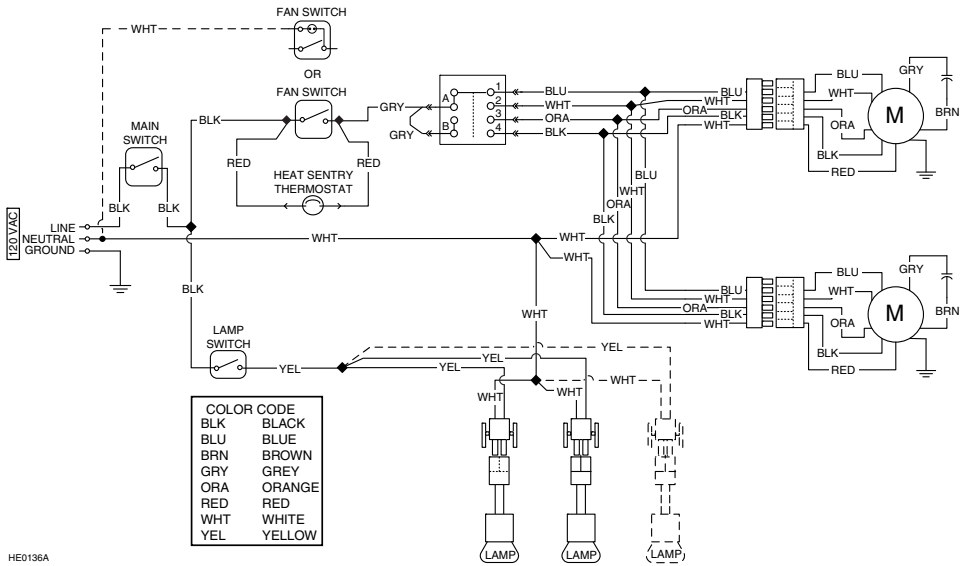 FAN SWITCH
WHT
OR
FAN SWITCH
MAIN
SWITCH
BLK
BLK
BLK
RED
RED
HEAT SENTRY
THERMOSTAT
GRY
GRY
A
B
1
2
3
4
BLU
WHT
ORA
BLK
BLU
WHT
ORA
BLK
BLU
WHT
ORA
BLK
WHT
BLU
WHT
ORA
BLK
RED
M
GRY
BRN
120 VAC
LINE
NEUTRAL
GROUND
WHT
WHT
WHT
BLK
WHT
BLU
WHT
ORA
BLK
WHT
BLU
WHT
ORA
BLK
RED
M
GRY
BRN
LAMP
SWITCH
YEL
YEL
YEL
YEL
WHT
WHT
WHT
LAMP
LAMP
LAMP
COLOR CODE
BLK BLACK
BLU BLUE
BRN BROWN
GRY GREY
ORA ORANGE
RED RED
WHT WHITE
YEL YELLOW
HE0136A